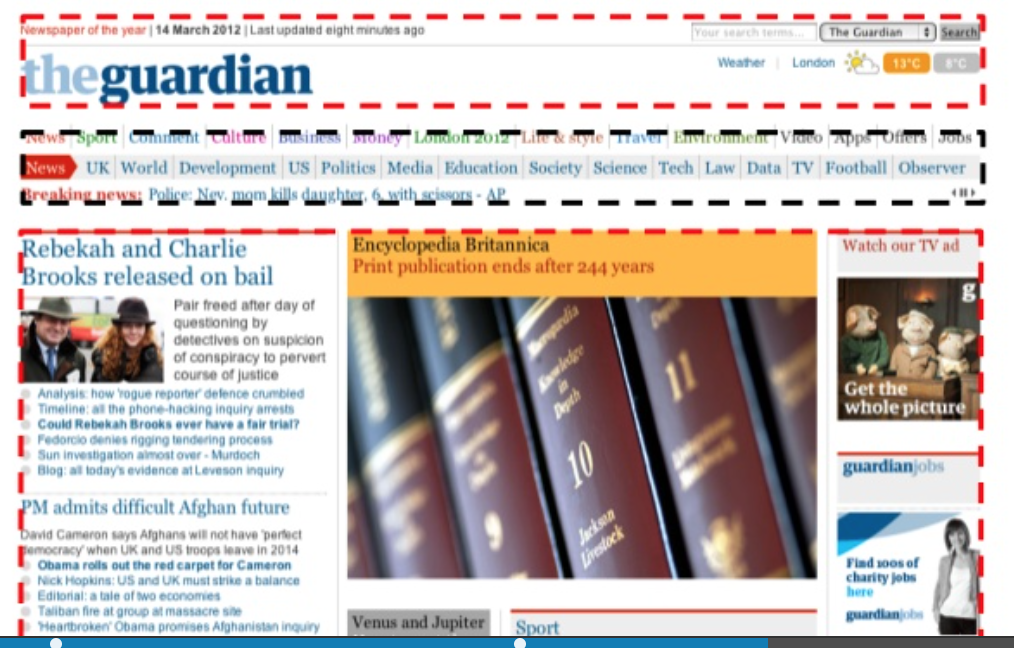 Newspaper of the year | 14 March 2012 | Last updated eight minutes ago
Your search terms... The Guardian Search
Weather | London 13°C 8°C
theguardian
News Sport Comment Culture Business Money London 2012 Life & style Travel Environment Video Apps Offers Jobs
News UK World Development US Politics Media Education Society Science Tech Law Data TV Football Observer
Breaking news: Police: Nev. mom kills daughter, 6, with scissors - AP
Rebekah and Charlie
Brooks released on bail
Pair freed after day of
questioning by
detectives on suspicion
of conspiracy to pervert
course of justice
Analysis: how 'rogue reporter' defence crumbled
Timeline: all the phone-hacking inquiry arrests
Could Rebekah Brooks ever have a fair trial?
Fedorcio denies rigging tendering process
Sun investigation almost over - Murdoch
Blog: all today's evidence at Leveson inquiry
PM admits difficult Afghan future
David Cameron says Afghans will not have 'perfect
democracy' when UK and US troops leave in 2014
Obama rolls out the red carpet for Cameron
Nick Hopkins: US and UK must strike a balance
Editorial: a tale of two economies
Taliban fire at group at massacre site
'Heartbroken' Obama promises Afghanistan inquiry
Encyclopedia Britannica
Print publication ends after 244 years
Knowledge
in
Depth
10
Jackson
Livestock
11
9
Venus and Jupiter
Sport
Watch our TV ad
g
Get the
whole picture
guardianjobs
Find 100s of
charity jobs
here
guardianjobs